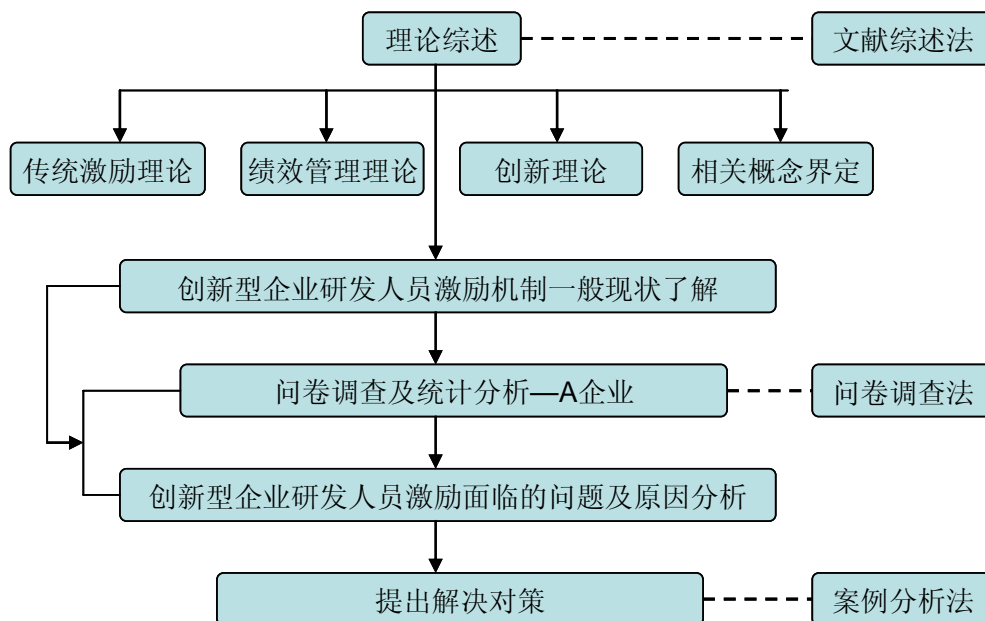 理论综述
文献综述法
传统激励理论
绩效管理理论
创新理论
相关概念界定
创新型企业研发人员激励机制一般现状了解
问卷调查及统计分析—A企业
问卷调查法
创新型企业研发人员激励面临的问题及原因分析
提出解决对策
案例分析法